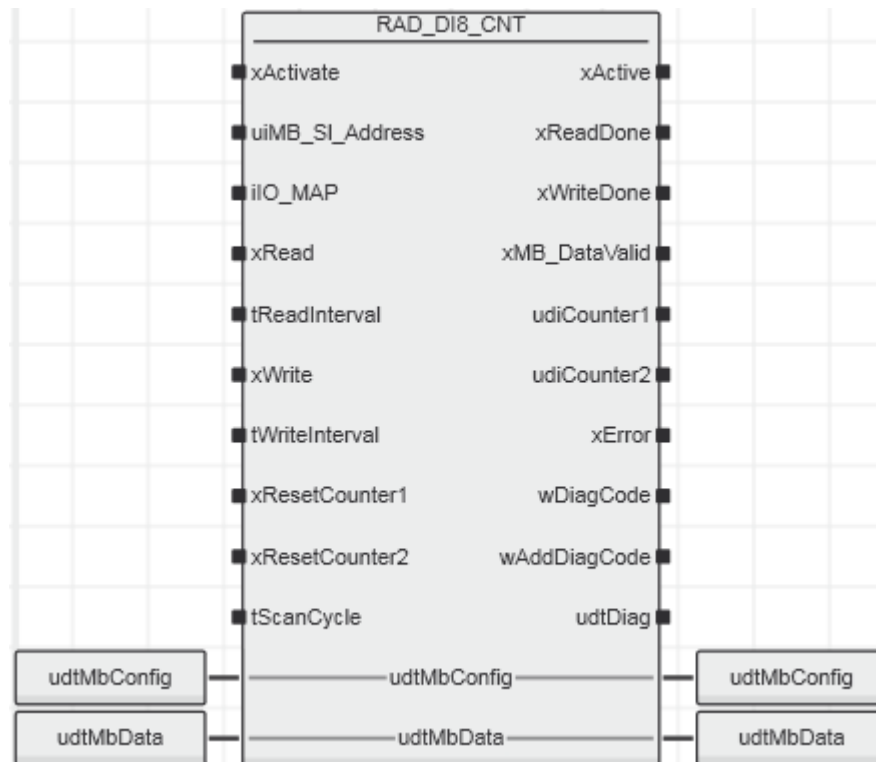 RAD_DI8_CNT
xActivate xActive
uiMB_SI_Address xReadDone
iIO_MAP xWriteDone
xRead xMB_DataValid
tReadInterval udiCounter1
xWrite udiCounter2
tWriteInterval xError
xResetCounter1 wDiagCode
xResetCounter2 wAddDiagCode
tScanCycle udtDiag
udtMbConfig udtMbConfig udtMbConfig
udtMbData udtMbData udtMbData